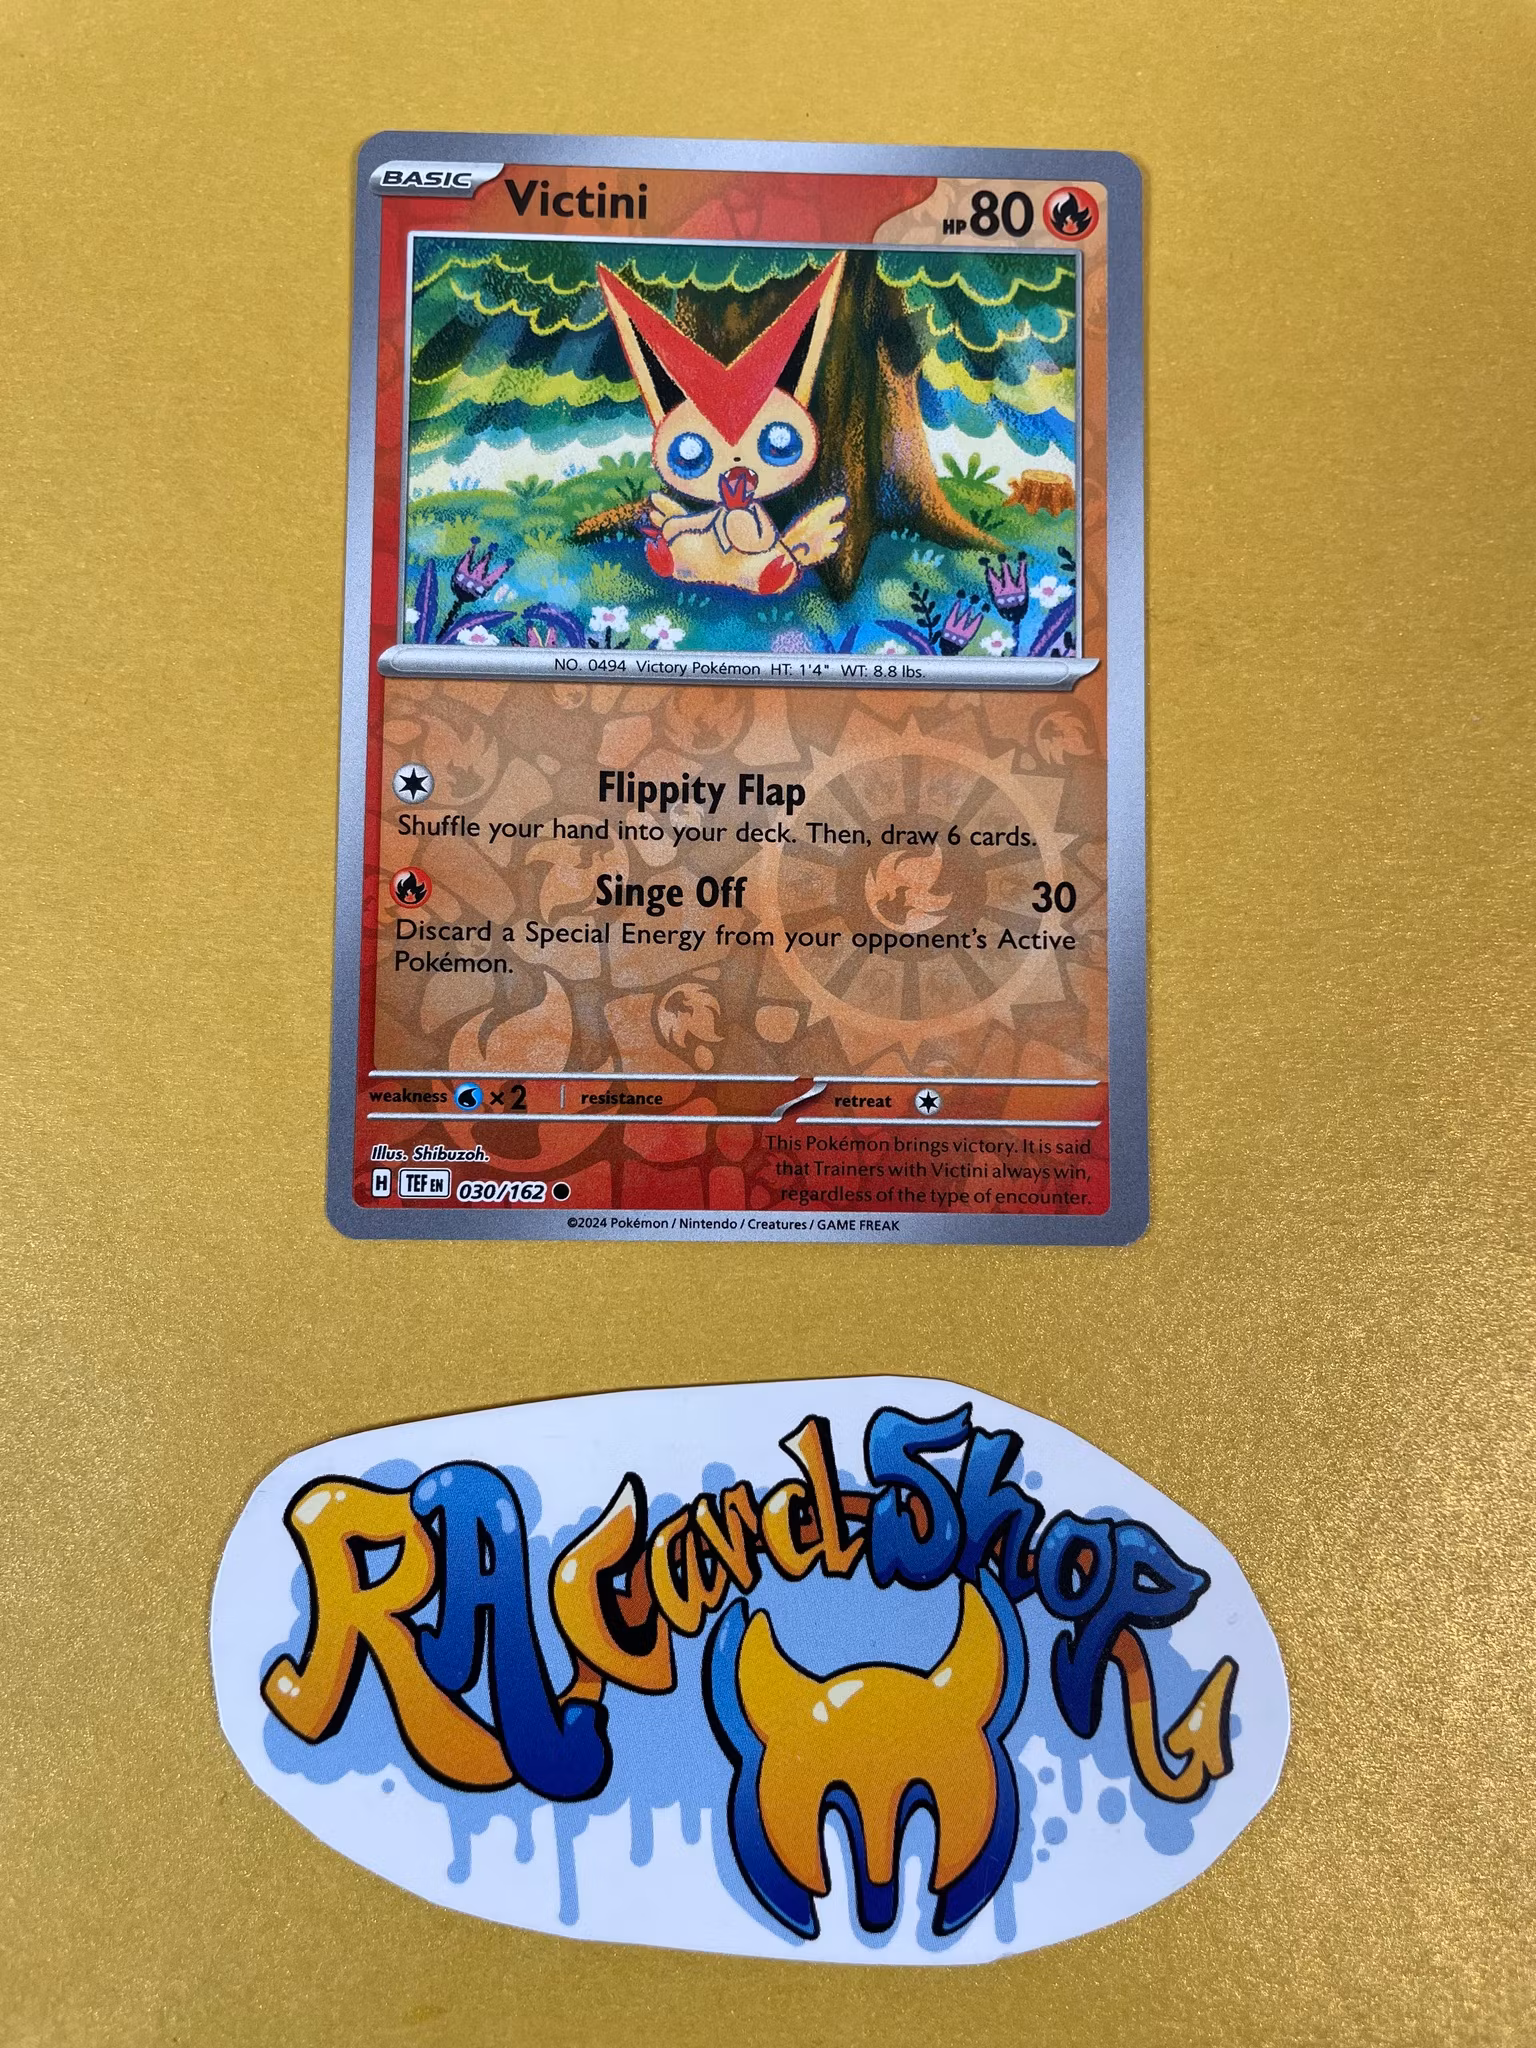 BASIC Victini HP 80
NO. 0494 Victory Pokémon HT: 1'4" WT: 8.8 lbs.
Flippity Flap
Shuffle your hand into your deck. Then, draw 6 cards.
Singe Off 30
Discard a Special Energy from your opponent's Active
Pokémon.
weakness ×2 resistance retreat
Illus. Shibuzoh.
H TEF EN 030/162
This Pokémon brings victory. It is said
that Trainers with Victini always win,
regardless of the type of encounter.
©2024 Pokémon / Nintendo / Creatures / GAME FREAK
RA Card Shop